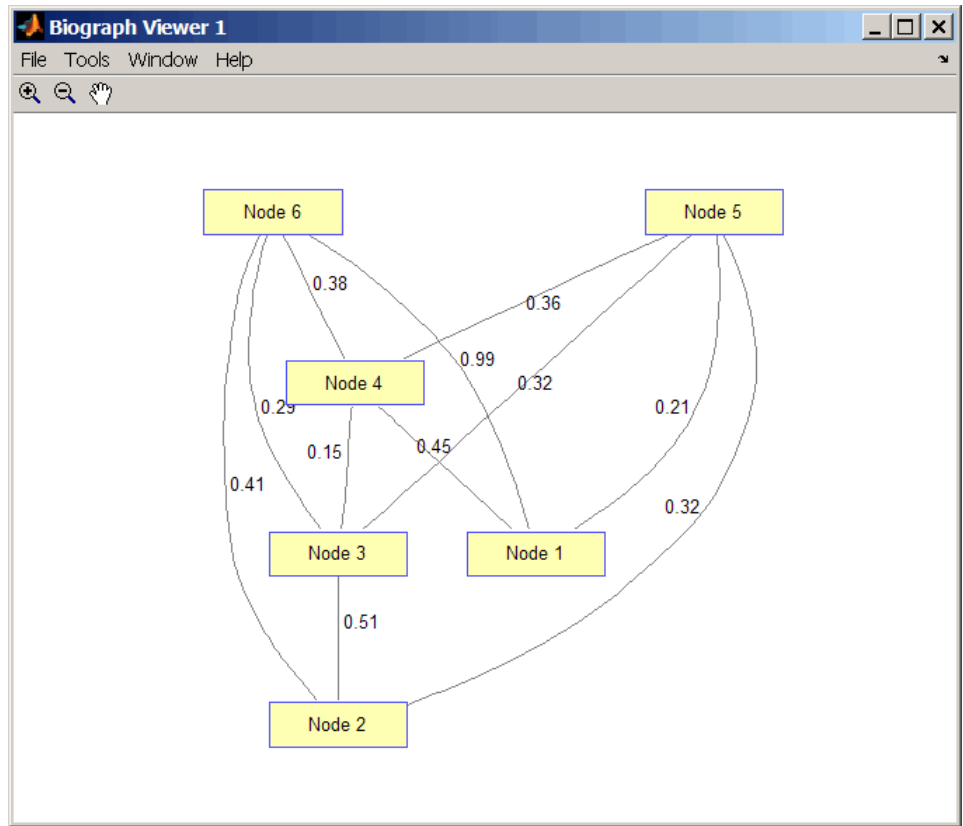 Biograph Viewer 1
File Tools Window Help
Node 6
Node 5
0.38
0.36
0.99
Node 4
0.32
0.29
0.21
0.15
0.45
0.41
0.32
Node 3
Node 1
0.51
Node 2